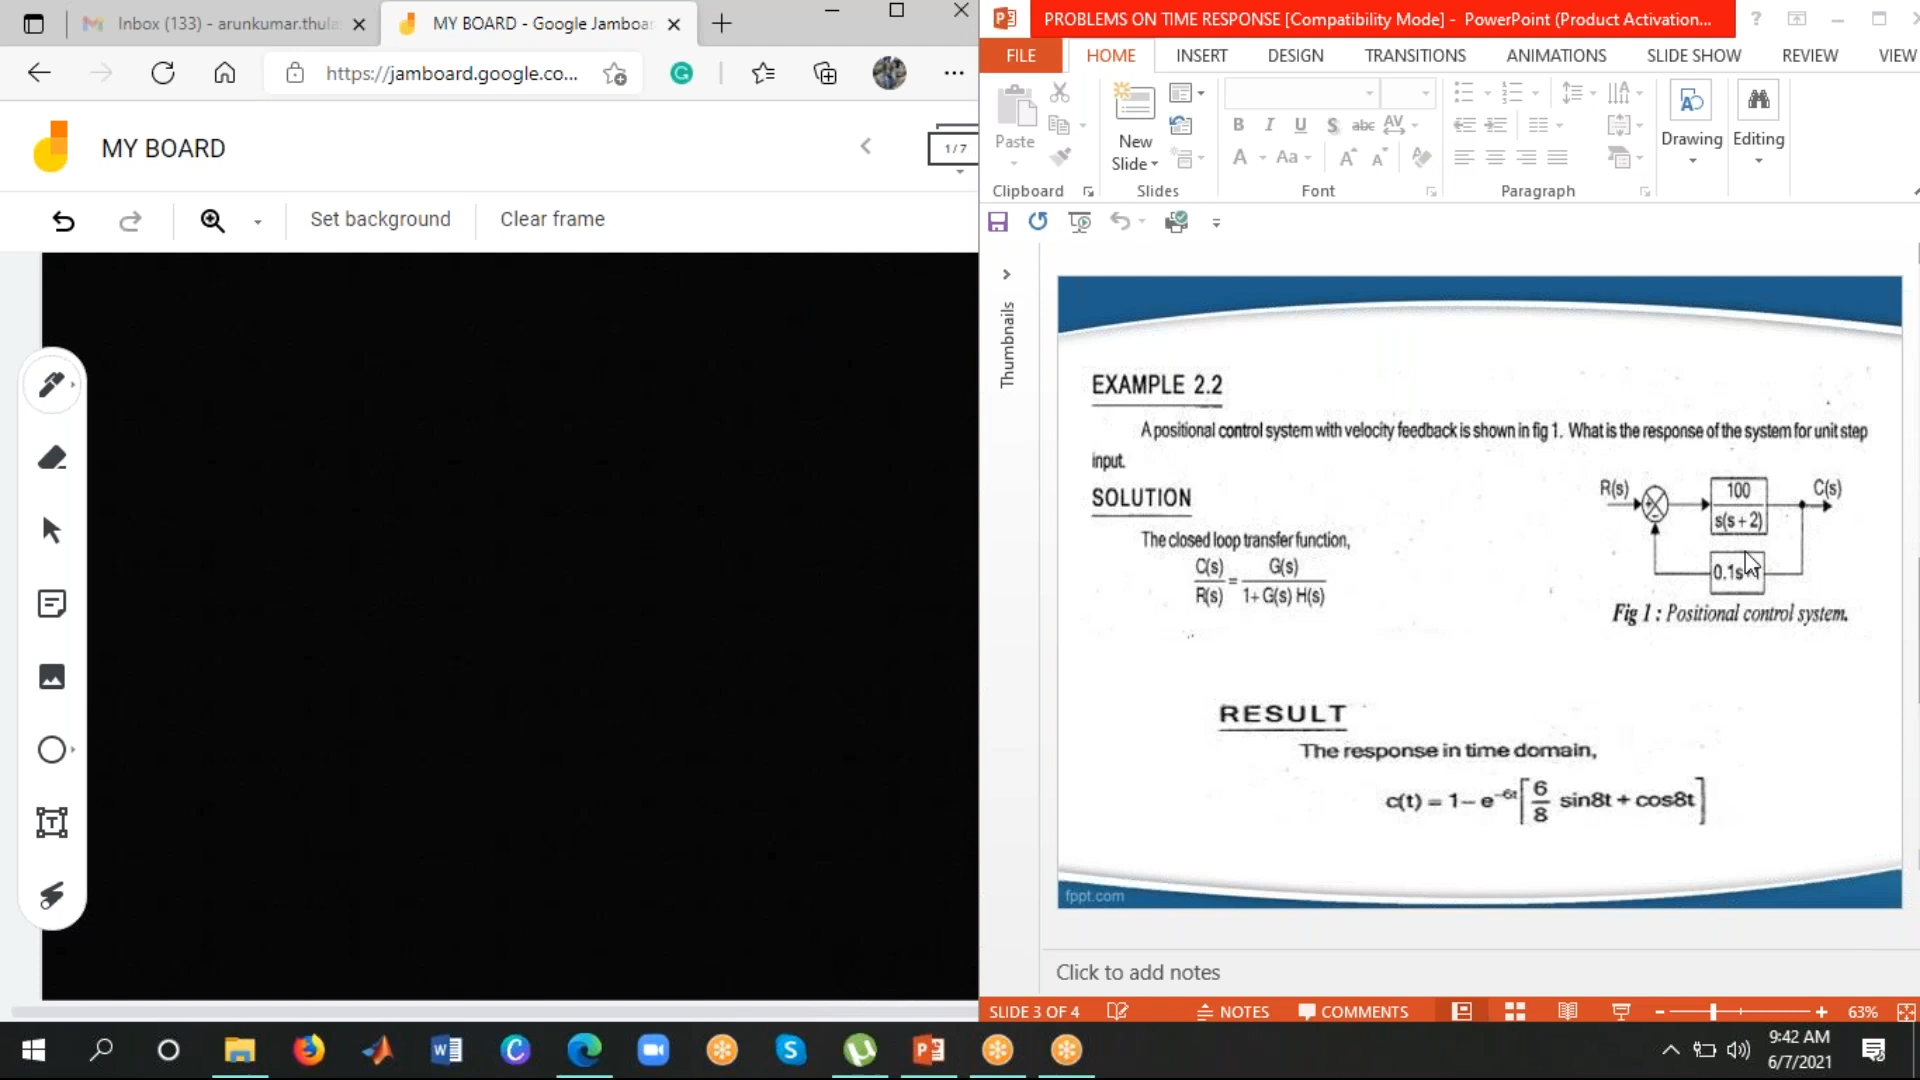 Inbox (133) - arunkumar.thula
MY BOARD - Google Jamboar
https://jamboard.google.co...
MY BOARD
1/7
Set background
Clear frame
PROBLEMS ON TIME RESPONSE [Compatibility Mode] - PowerPoint (Product Activation...
FILE HOME INSERT DESIGN TRANSITIONS ANIMATIONS SLIDE SHOW REVIEW VIEW
Paste
New
Slide
Drawing
Editing
B I U S abc AV
A Aa A A
Clipboard Slides Font Paragraph
Thumbnails
EXAMPLE 2.2
A positional control system with velocity feedback is shown in fig 1. What is the response of the system for unit step
input.
SOLUTION
The closed loop transfer function,
C(s)/R(s) = G(s)/1+ G(s) H(s)
R(s)
100
s(s+2)
C(s)
0.1s
Fig 1 : Positional control system.
RESULT
The response in time domain,
c(t) = 1– e^–6t [6/8 sin8t + cos8t]
fppt.com
Click to add notes
SLIDE 3 OF 4 NOTES COMMENTS 63%
9:42 AM
6/7/2021